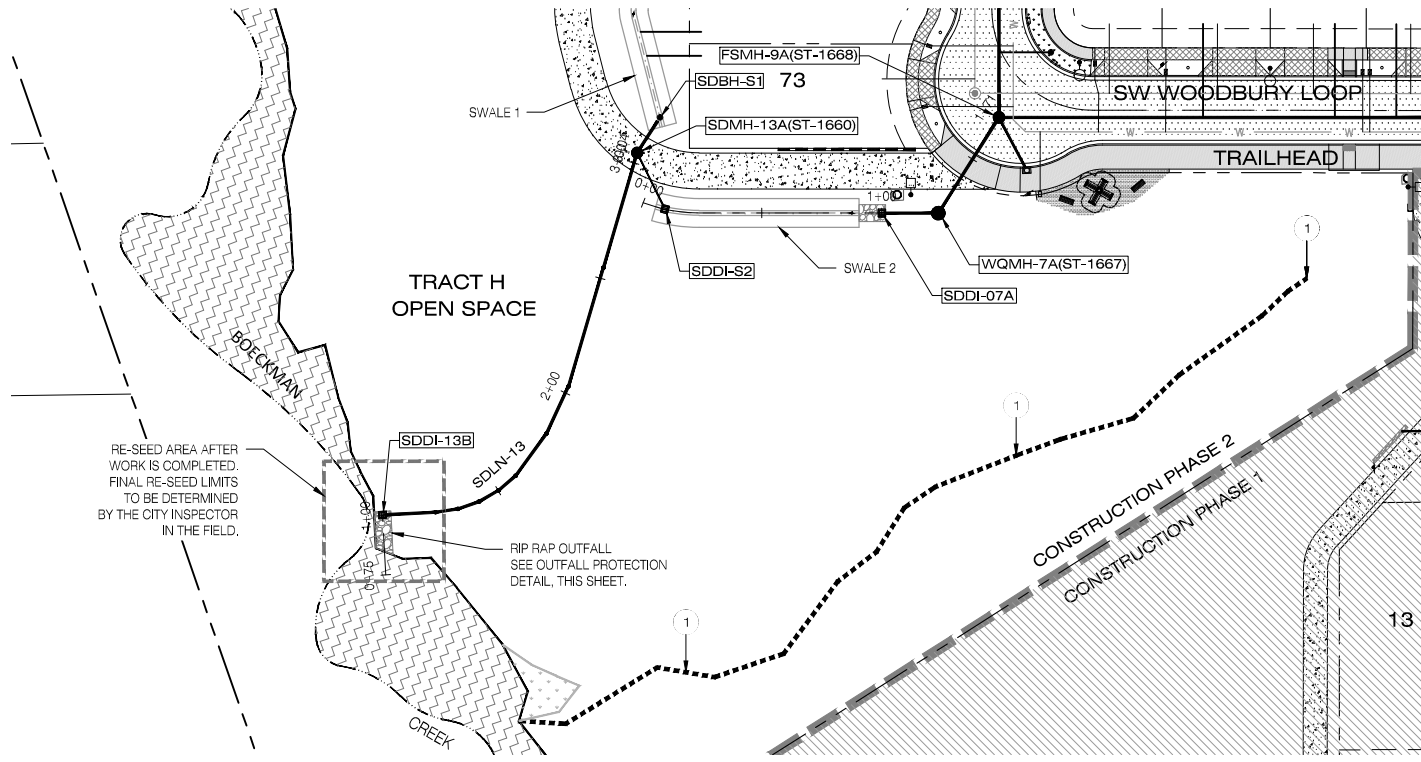 FSMH-9A(ST-1668)
SDBH-S1
73
SW WOODBURY LOOP
SWALE 1
SDMH-13A(ST-1660)
W
W
W
W
TRAILHEAD
0+00
1+00
1
TRACT H
OPEN SPACE
SDDI-S2
SWALE 2
WQMH-7A(ST-1667)
SDDI-07A
BOECKMAN
2+00
1
SDDI-13B
SDLN-13
RE-SEED AREA AFTER
WORK IS COMPLETED.
FINAL RE-SEED LIMITS
TO BE DETERMINED
BY THE CITY INSPECTOR
IN THE FIELD.
1+00
CONSTRUCTION PHASE 2
CONSTRUCTION PHASE 1
RIP RAP OUTFALL
SEE OUTFALL PROTECTION
DETAIL, THIS SHEET.
0+75
1
13
CREEK